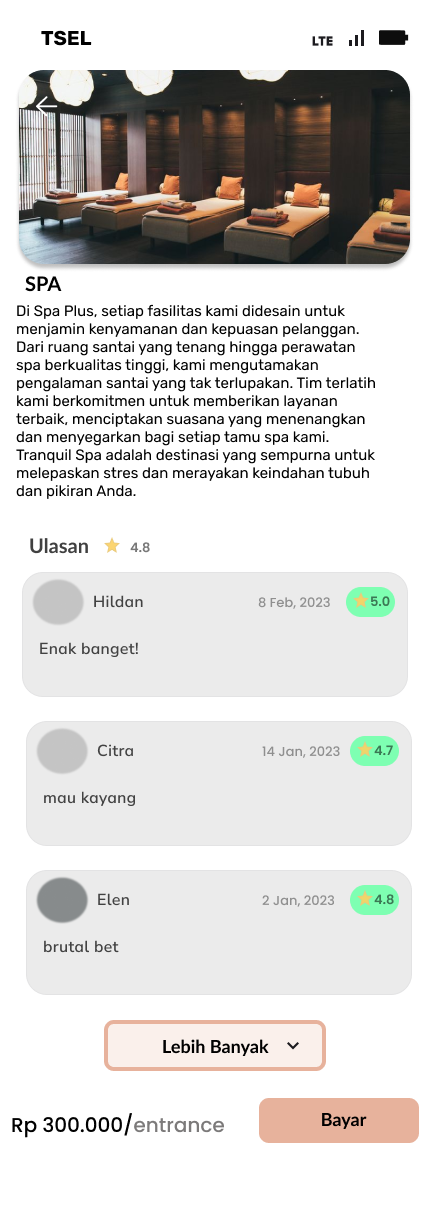 TSEL
LTE
SPA
Di Spa Plus, setiap fasilitas kami didesain untuk
menjamin kenyamanan dan kepuasan pelanggan.
Dari ruang santai yang tenang hingga perawatan
spa berkualitas tinggi, kami mengutamakan
pengalaman santai yang tak terlupakan. Tim terlatih
kami berkomitmen untuk memberikan layanan
terbaik, menciptakan suasana yang menenangkan
dan menyegarkan bagi setiap tamu spa kami.
Tranquil Spa adalah destinasi yang sempurna untuk
melepaskan stres dan merayakan keindahan tubuh
dan pikiran Anda.
Ulasan 4.8
Hildan 8 Feb, 2023 5.0
Enak banget!
Citra 14 Jan, 2023 4.7
mau kayang
Elen 2 Jan, 2023 4.8
brutal bet
Lebih Banyak
Rp 300.000/entrance Bayar